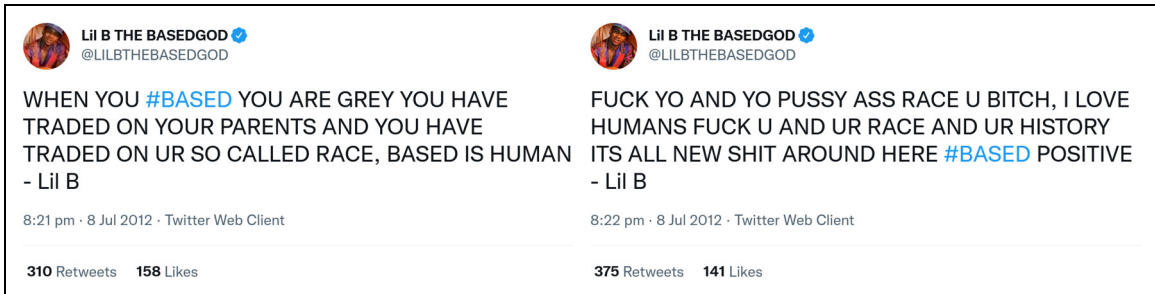 Lil B THE BASEDGOD
@LILBTHEBASEDGOD
WHEN YOU #BASED YOU ARE GREY YOU HAVE
TRADED ON YOUR PARENTS AND YOU HAVE
TRADED ON UR SO CALLED RACE, BASED IS HUMAN
- Lil B
8:21 pm · 8 Jul 2012 · Twitter Web Client
310 Retweets 158 Likes
Lil B THE BASEDGOD
@LILBTHEBASEDGOD
FUCK YO AND YO PUSSY ASS RACE U BITCH, I LOVE
HUMANS FUCK U AND UR RACE AND UR HISTORY
ITS ALL NEW SHIT AROUND HERE #BASED POSITIVE
- Lil B
8:22 pm · 8 Jul 2012 · Twitter Web Client
375 Retweets 141 Likes